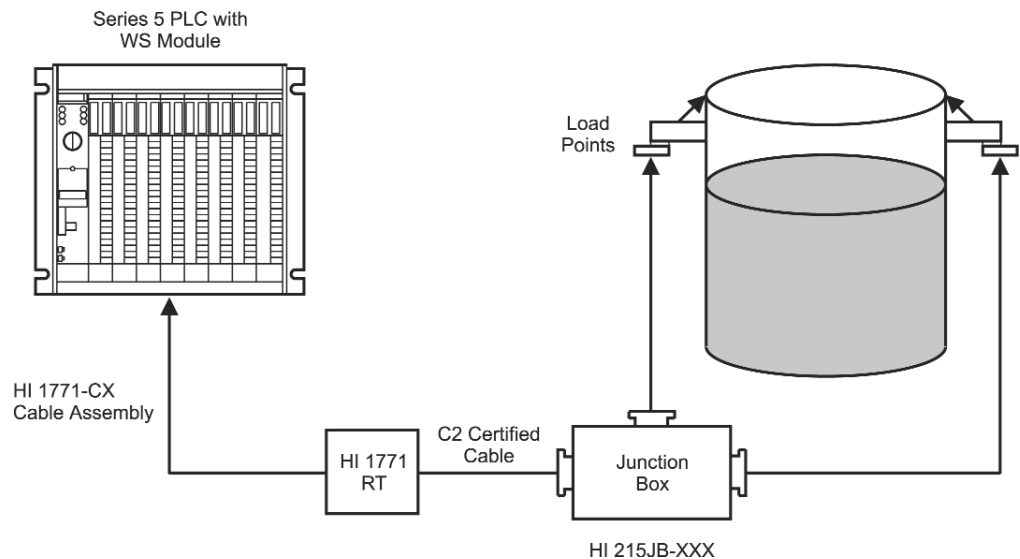 Series 5 PLC with
WS Module
Load
Points
HI 1771-CX
Cable Assembly
HI 1771
RT
C2 Certified
Cable
Junction
Box
HI 215JB-XXX